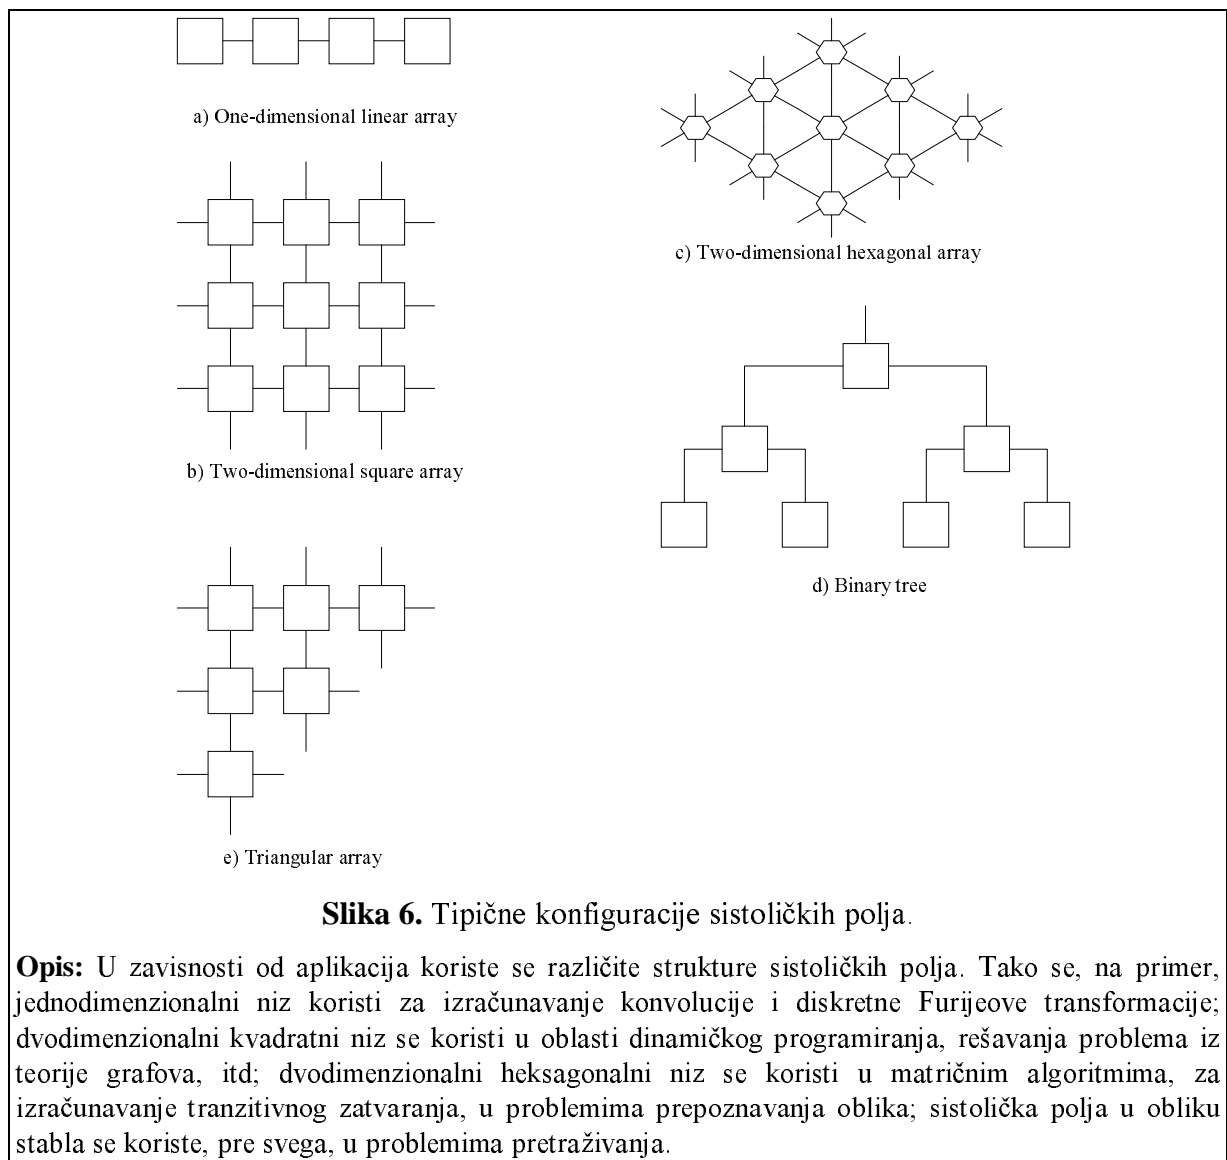 a) One-dimensional linear array
b) Two-dimensional square array
c) Two-dimensional hexagonal array
d) Binary tree
e) Triangular array
Slika 6. Tipične konfiguracije sistoličkih polja.
Opis: U zavisnosti od aplikacija koriste se različite strukture sistoličkih polja. Tako se, na primer,
jednodimenzionalni niz koristi za izračunavanje konvolucije i diskretne Furijeove transformacije;
dvodimenzionalni kvadratni niz se koristi u oblasti dinamičkog programiranja, rešavanja problema iz
teorije grafova, itd; dvodimenzionalni heksagonalni niz se koristi u matričnim algoritmima, za
izračunavanje tranzitivnog zatvaranja, u problemima prepoznavanja oblika; sistolička polja u obliku
stabla se koriste, pre svega, u problemima pretraživanja.